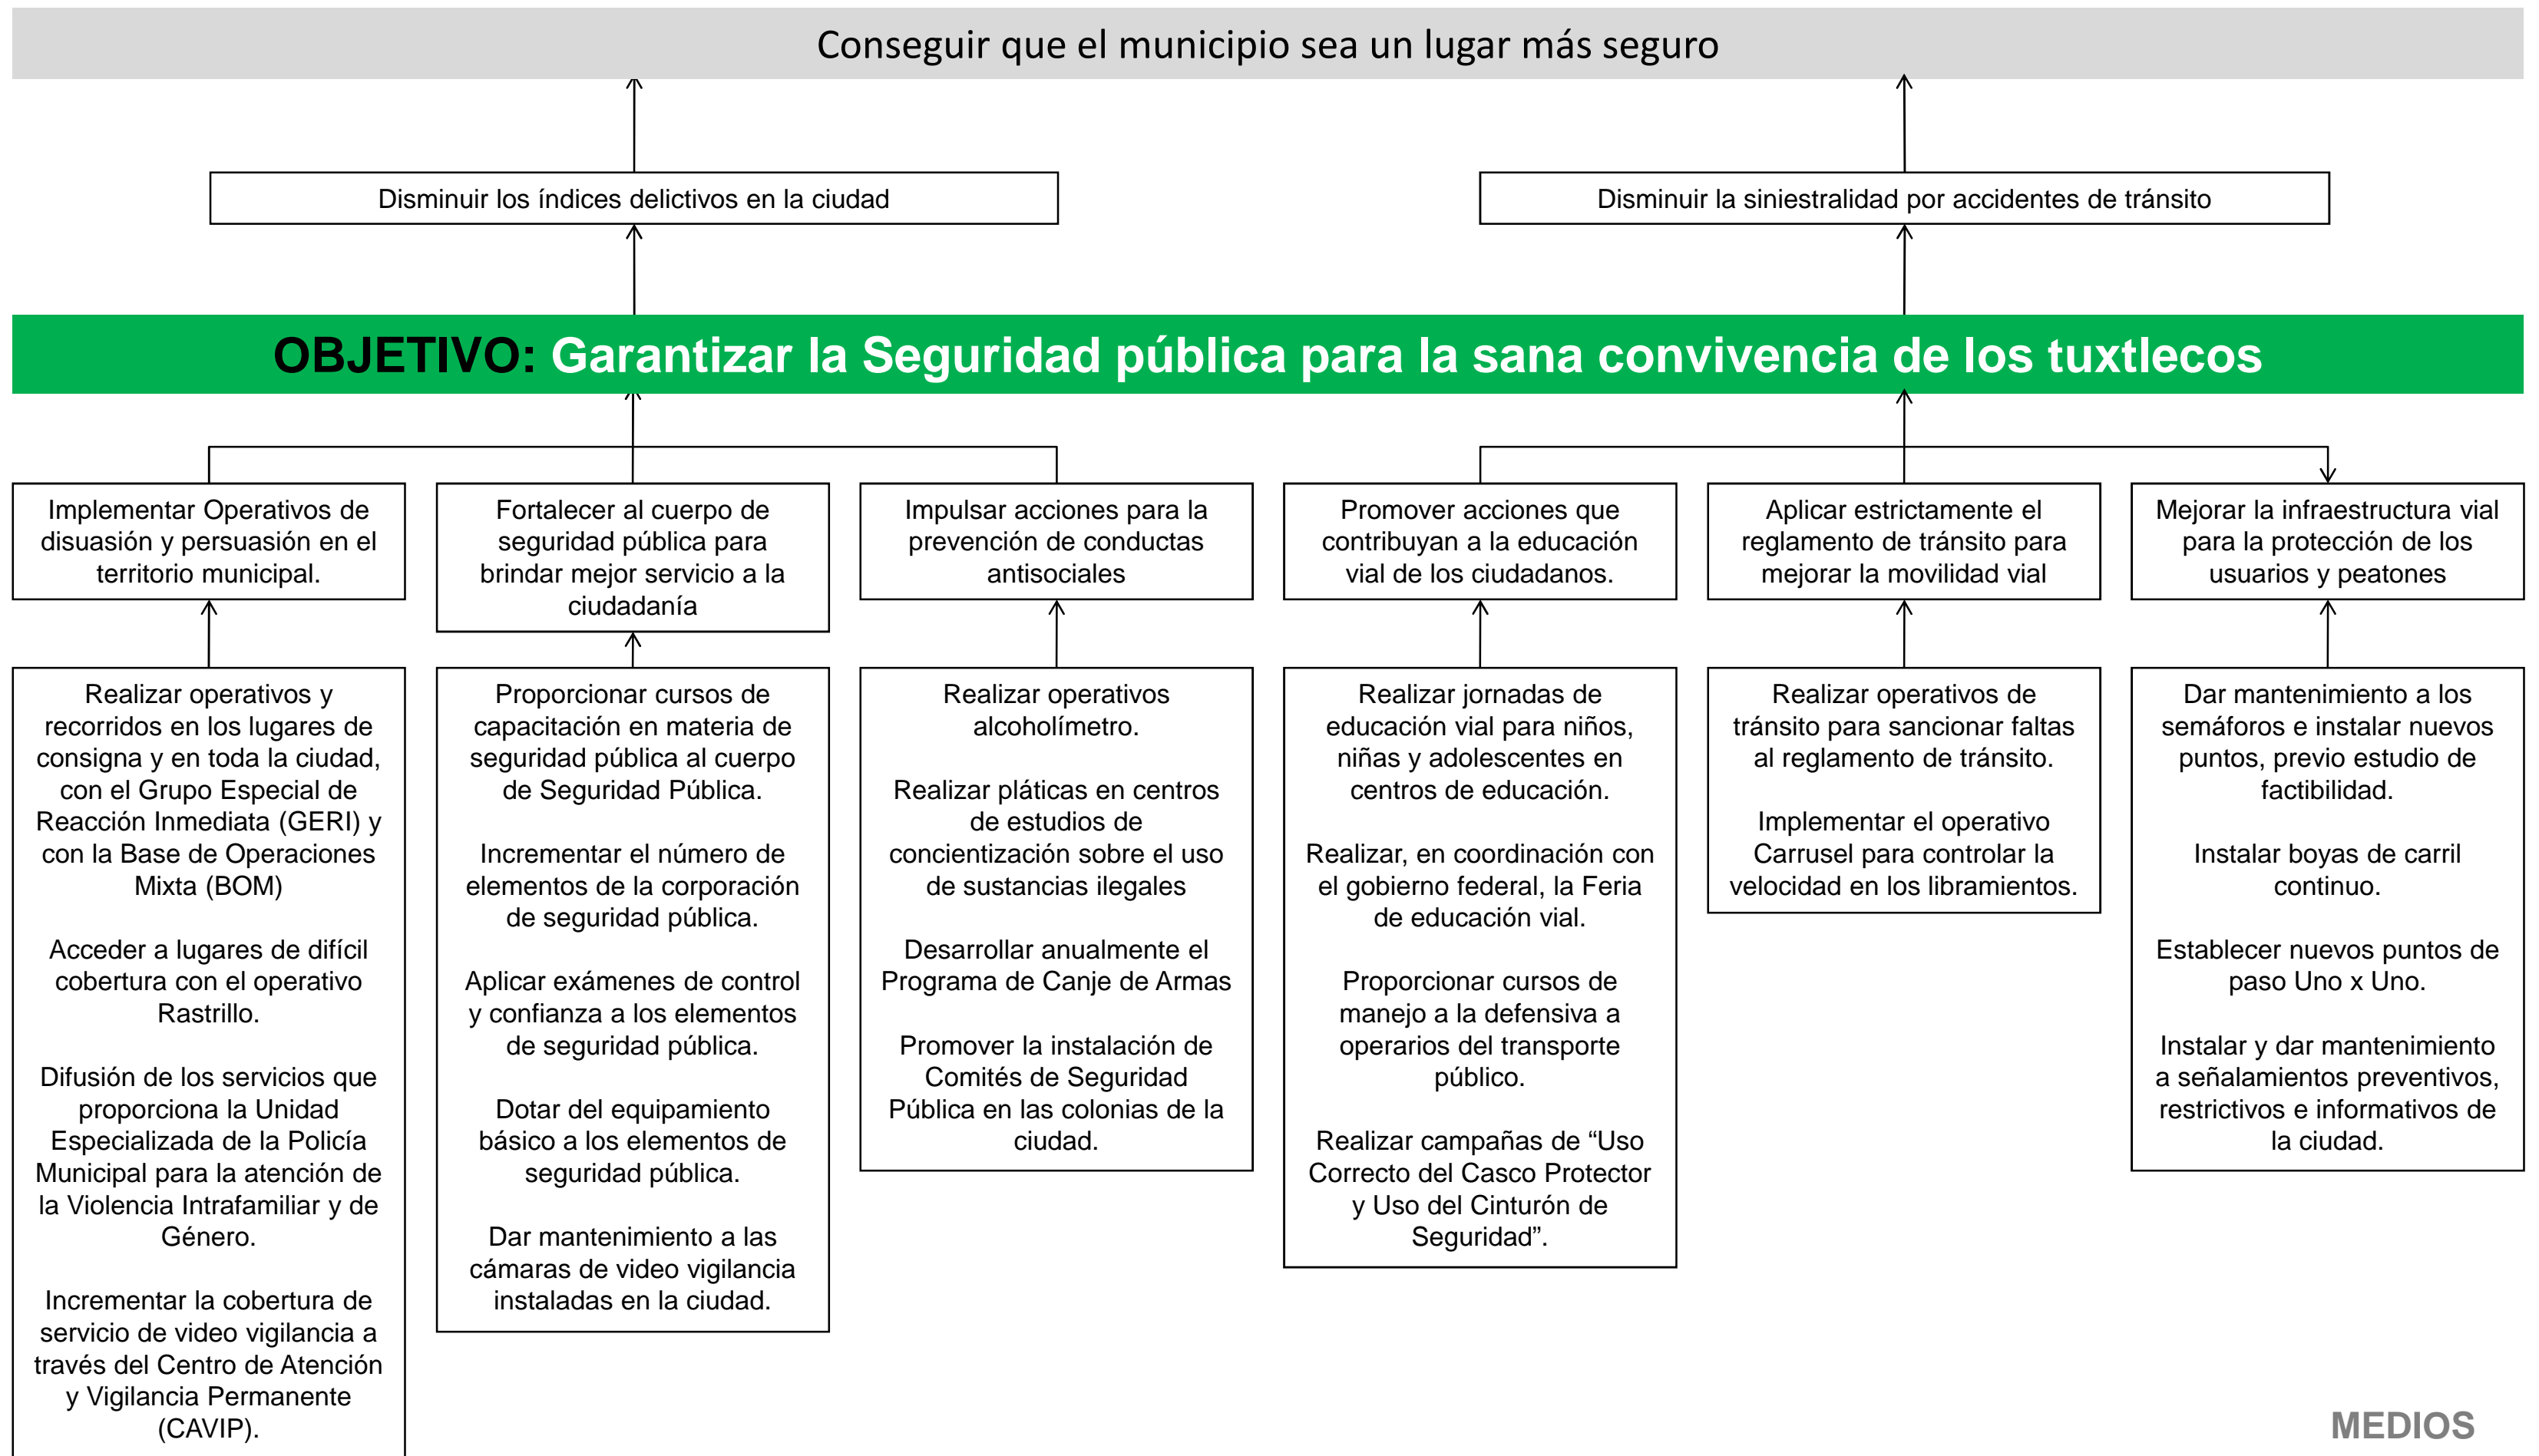 Conseguir que el municipio sea un lugar más seguro
Disminuir los índices delictivos en la ciudad
Disminuir la siniestralidad por accidentes de tránsito
OBJETIVO: Garantizar la Seguridad pública para la sana convivencia de los tuxtlecos
Implementar Operativos de
disuasión y persuasión en el
territorio municipal.
Fortalecer al cuerpo de
seguridad pública para
brindar mejor servicio a la
ciudadanía
Impulsar acciones para la
prevención de conductas
antisociales
Promover acciones que
contribuyan a la educación
vial de los ciudadanos.
Aplicar estrictamente el
reglamento de tránsito para
mejorar la movilidad vial
Mejorar la infraestructura vial
para la protección de los
usuarios y peatones
Realizar operativos y
recorridos en los lugares de
consigna y en toda la ciudad,
con el Grupo Especial de
Reacción Inmediata (GERI) y
con la Base de Operaciones
Mixta (BOM)
Acceder a lugares de difícil
cobertura con el operativo
Rastrillo.
Difusión de los servicios que
proporciona la Unidad
Especializada de la Policía
Municipal para la atención de
la Violencia Intrafamiliar y de
Género.
Incrementar la cobertura de
servicio de video vigilancia a
través del Centro de Atención
y Vigilancia Permanente
(CAVIP).
Proporcionar cursos de
capacitación en materia de
seguridad pública al cuerpo
de Seguridad Pública.
Incrementar el número de
elementos de la corporación
de seguridad pública.
Aplicar exámenes de control
y confianza a los elementos
de seguridad pública.
Dotar del equipamiento
básico a los elementos de
seguridad pública.
Dar mantenimiento a las
cámaras de video vigilancia
instaladas en la ciudad.
Realizar operativos
alcoholímetro.
Realizar pláticas en centros
de estudios de
concientización sobre el uso
de sustancias ilegales
Desarrollar anualmente el
Programa de Canje de Armas
Promover la instalación de
Comités de Seguridad
Pública en las colonias de la
ciudad.
Realizar jornadas de
educación vial para niños,
niñas y adolescentes en
centros de educación.
Realizar, en coordinación con
el gobierno federal, la Feria
de educación vial.
Proporcionar cursos de
manejo a la defensiva a
operarios del transporte
público.
Realizar campañas de “Uso
Correcto del Casco Protector
y Uso del Cinturón de
Seguridad”.
Realizar operativos de
tránsito para sancionar faltas
al reglamento de tránsito.
Implementar el operativo
Carrusel para controlar la
velocidad en los libramientos.
Dar mantenimiento a los
semáforos e instalar nuevos
puntos, previo estudio de
factibilidad.
Instalar boyas de carril
continuo.
Establecer nuevos puntos de
paso Uno x Uno.
Instalar y dar mantenimiento
a señalamientos preventivos,
restrictivos e informativos de
la ciudad.
MEDIOS